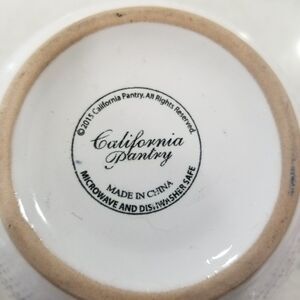 ©2015 California Pantry. All Rights Reserved.
California
Pantry
MADE IN CHINA
MICROWAVE AND DISHWASHER SAFE